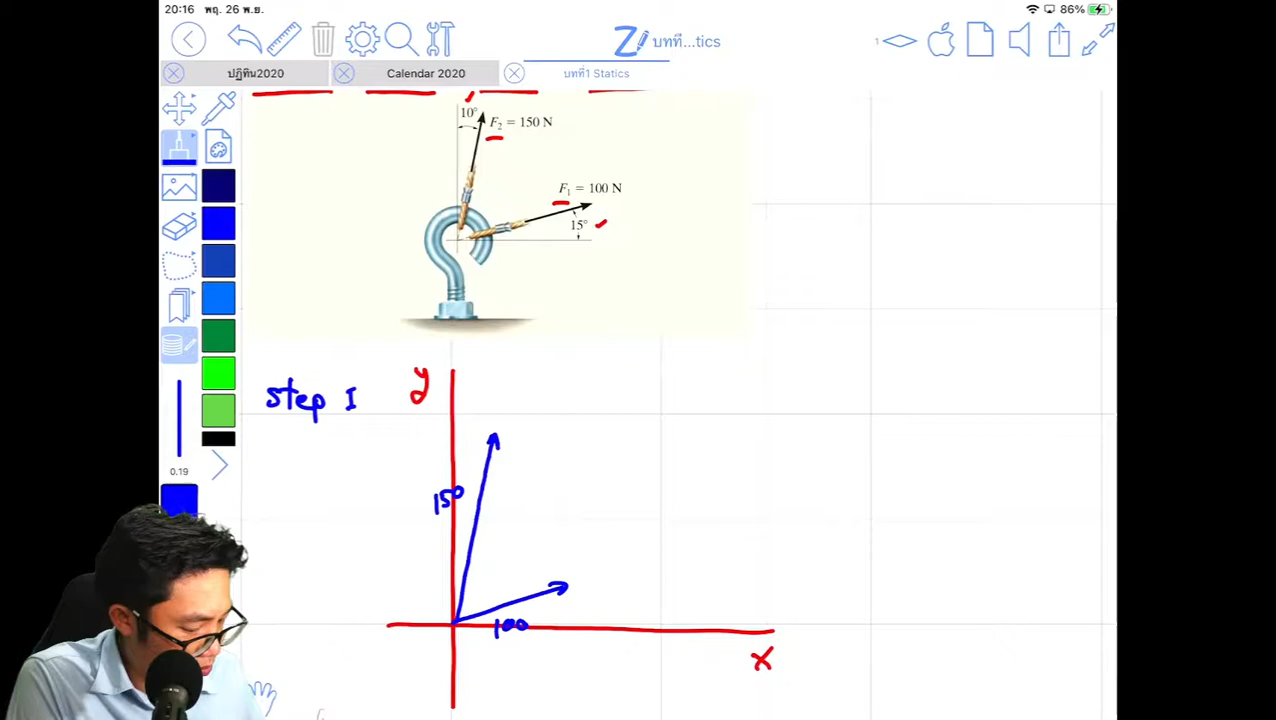 20:16 พฤ. 26 พ.ย. 86%
บทที่...tics 1
ปฏิทิน2020 Calendar 2020 บทที่1 Statics
10°
F₂ = 150 N
F₁ = 100 N
15°
0.19
step I
y
150
100
x